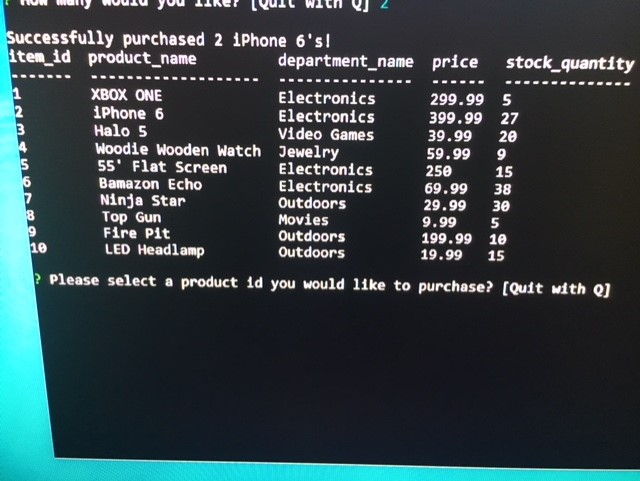 ? How many would you like? [Quit with Q] 2
Successfully purchased 2 iPhone 6's!
item_id product_name department_name price stock_quantity
------- ------------------- --------------- ------ --------------
1 XBOX ONE Electronics 299.99 5
2 iPhone 6 Electronics 399.99 27
3 Halo 5 Video Games 39.99 20
4 Woodie Wooden Watch Jewelry 59.99 9
5 55' Flat Screen Electronics 250 15
6 Bamazon Echo Electronics 69.99 38
7 Ninja Star Outdoors 29.99 30
8 Top Gun Movies 9.99 5
9 Fire Pit Outdoors 199.99 10
10 LED Headlamp Outdoors 19.99 15
? Please select a product id you would like to purchase? [Quit with Q]